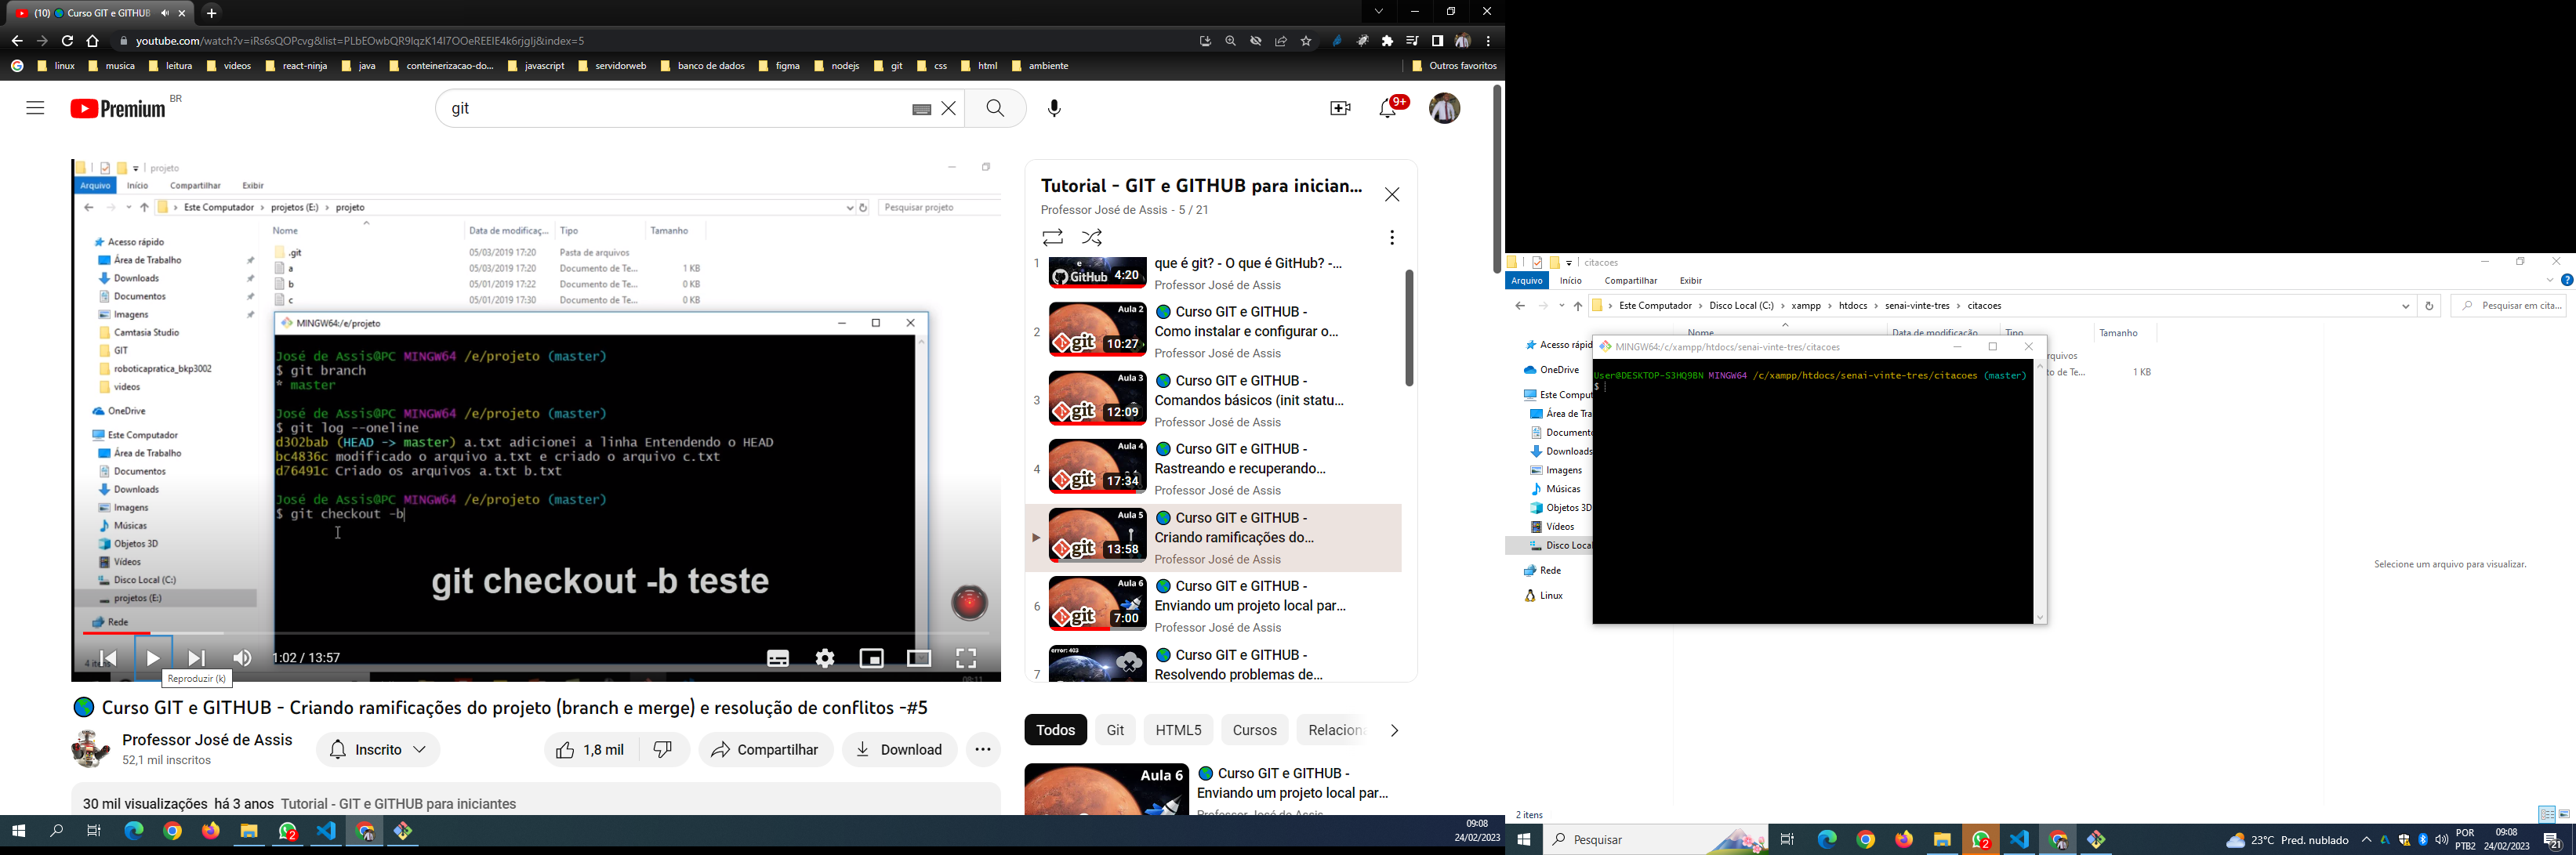 (10) Curso GIT e GITHUB
youtube.com/watch?v=iRs6sQOPcvg&list=PLbEOwbQR9lqzK14I7OOeREEIE4k6rjgIj&index=5
linux musica leitura videos react-ninja java conteinerizacao-do... javascript servidorweb banco de dados figma nodejs git css html ambiente Outros favoritos
Premium BR
git
9+
projeto
Arquivo Início Compartilhar Exibir
Este Computador projetos (E:) projeto
Pesquisar projeto
Nome Data de modificaç... Tipo Tamanho
.git 05/03/2019 17:20 Pasta de arquivos
a 05/03/2019 17:20 Documento de Te... 1 KB
b 05/01/2019 17:22 Documento de Te... 0 KB
c 05/01/2019 17:30 Documento de Te... 0 KB
Acesso rápido
Área de Trabalho
Downloads
Documentos
Imagens
Camtasia Studio
GIT
roboticapratica_bkp3002
videos
OneDrive
Este Computador
Área de Trabalho
Documentos
Downloads
Imagens
Músicas
Objetos 3D
Vídeos
Disco Local (C:)
projetos (E:)
Rede
MINGW64:/e/projeto
José de Assis@PC MINGW64 /e/projeto (master)
$ git branch
* master
José de Assis@PC MINGW64 /e/projeto (master)
$ git log --oneline
d302bab (HEAD -> master) a.txt adicionei a linha Entendendo o HEAD
bc4836c modificado o arquivo a.txt e criado o arquivo c.txt
d76491c Criado os arquivos a.txt b.txt
José de Assis@PC MINGW64 /e/projeto (master)
$ git checkout -b
git checkout -b teste
1:02 / 13:57
Reproduzir (k)
08:11
Curso GIT e GITHUB - Criando ramificações do projeto (branch e merge) e resolução de conflitos -#5
Professor José de Assis
52,1 mil inscritos
Inscrito
1,8 mil
Compartilhar
Download
30 mil visualizações há 3 anos Tutorial - GIT e GITHUB para iniciantes
Tutorial - GIT e GITHUB para inician...
Professor José de Assis - 5 / 21
1 GitHub 4:20 que é git? - O que é GitHub? -...
Professor José de Assis
2 Aula 2 git 10:27 Curso GIT e GITHUB -
Como instalar e configurar o...
Professor José de Assis
3 Aula 3 git 12:09 Curso GIT e GITHUB -
Comandos básicos (init statu...
Professor José de Assis
4 Aula 4 git 17:34 Curso GIT e GITHUB -
Rastreando e recuperando...
Professor José de Assis
Aula 5 git 13:58 Curso GIT e GITHUB -
Criando ramificações do...
Professor José de Assis
6 Aula 6 git 7:00 Curso GIT e GITHUB -
Enviando um projeto local par...
Professor José de Assis
7 error: 403 Curso GIT e GITHUB -
Resolvendo problemas de...
Todos Git HTML5 Cursos Relaciona
Aula 6 Curso GIT e GITHUB -
Enviando um projeto local par...
Professor José de Assis
2
09:08
24/02/2023
citacoes
Arquivo Início Compartilhar Exibir
Este Computador Disco Local (C:) xampp htdocs senai-vinte-tres citacoes
Pesquisar em cita...
Nome Data de modificação Tipo Tamanho
rquivos
to de Te... 1 KB
Acesso rápid
OneDrive
Este Comput
Área de Tra
Documento
Downloads
Imagens
Músicas
Objetos 3D
Vídeos
Disco Local
Rede
Linux
MINGW64:/c/xampp/htdocs/senai-vinte-tres/citacoes
User@DESKTOP-S3HQ9BN MINGW64 /c/xampp/htdocs/senai-vinte-tres/citacoes (master)
$
Selecione um arquivo para visualizar.
2 itens
Pesquisar
2
23°C Pred. nublado
POR
PTB2
09:08
24/02/2023
21